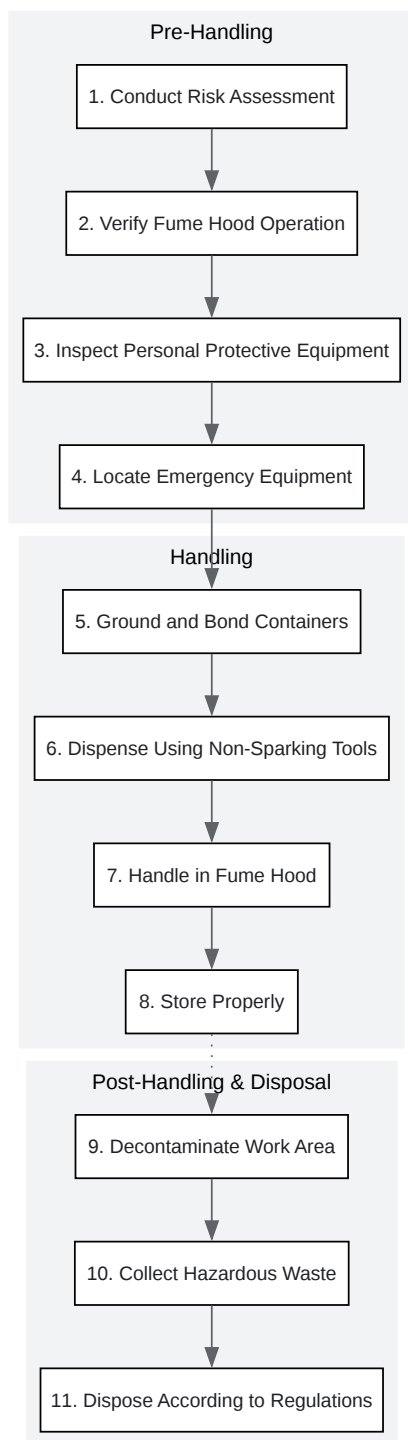 Pre-Handling
1. Conduct Risk Assessment
2. Verify Fume Hood Operation
3. Inspect Personal Protective Equipment
4. Locate Emergency Equipment
Handling
5. Ground and Bond Containers
6. Dispense Using Non-Sparking Tools
7. Handle in Fume Hood
8. Store Properly
Post-Handling & Disposal
9. Decontaminate Work Area
10. Collect Hazardous Waste
11. Dispose According to Regulations